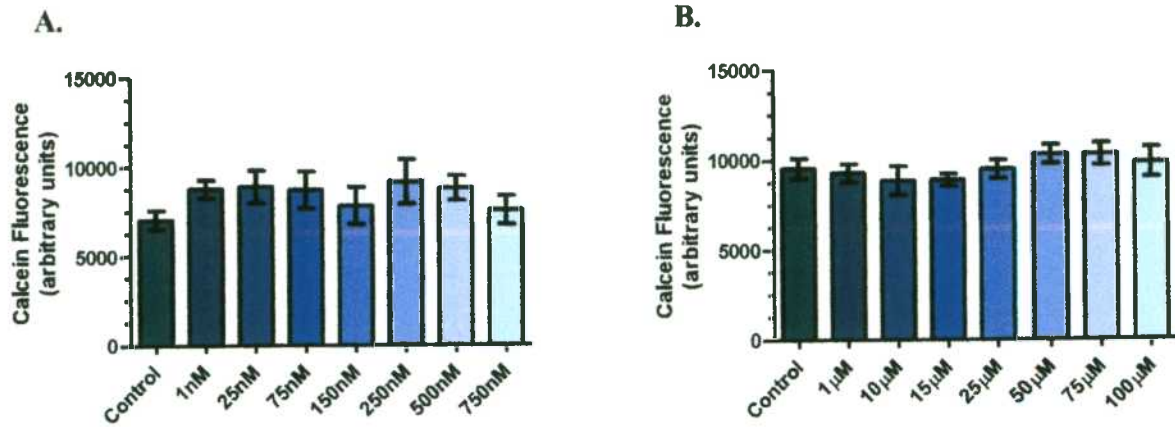 A.
15000
10000
5000
0
Calcein Fluorescence
(arbitrary units)
Control
1nM
25nM
75nM
150nM
250nM
500nM
750nM
B.
15000
10000
5000
0
Calcein Fluorescence
(arbitrary units)
Control
1µM
10µM
15µM
25µM
50µM
75µM
100µM